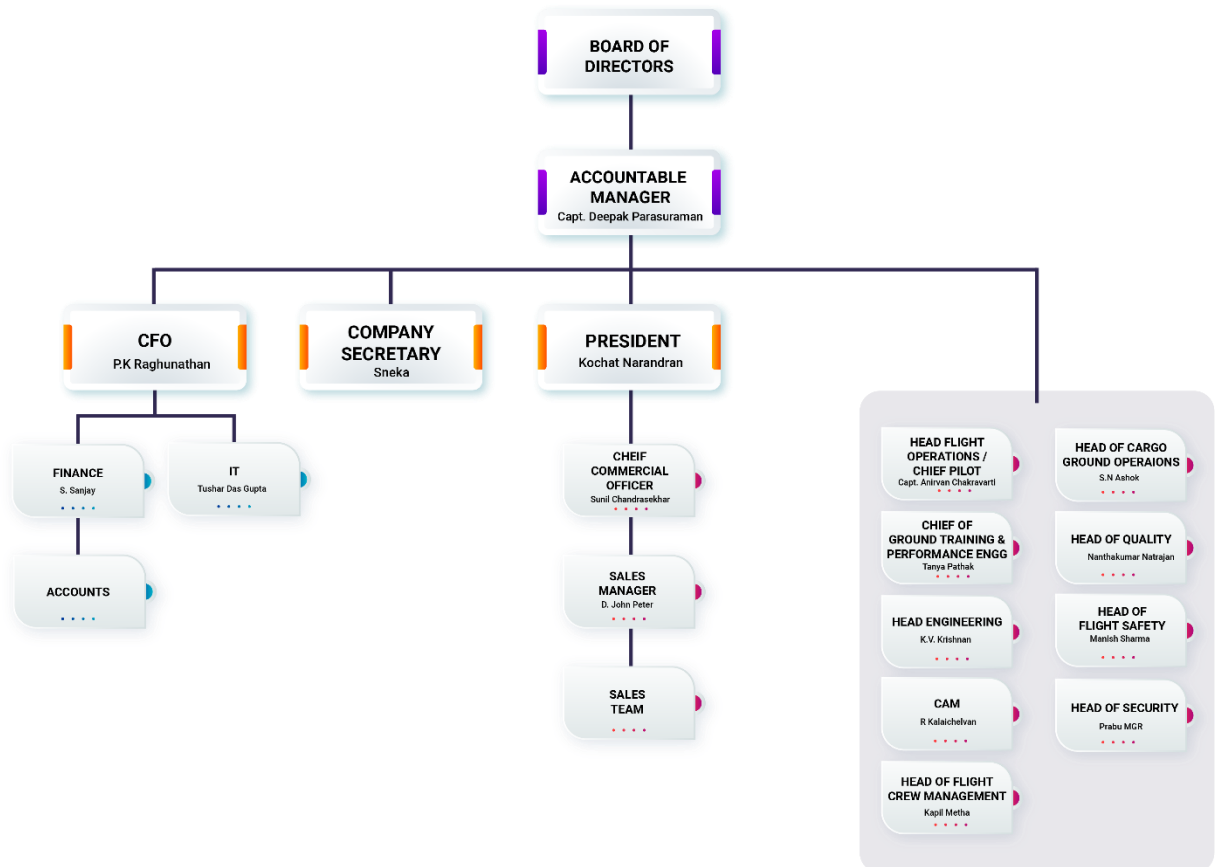 BOARD OF
DIRECTORS
ACCOUNTABLE
MANAGER
Capt. Deepak Parasuraman
CFO
P.K Raghunathan
COMPANY
SECRETARY
Sneka
PRESIDENT
Kochat Narandran
FINANCE
S. Sanjay
IT
Tushar Das Gupta
ACCOUNTS
CHEIF
COMMERCIAL
OFFICER
Sunil Chandrasekhar
SALES
MANAGER
D. John Peter
SALES
TEAM
HEAD FLIGHT
OPERATIONS /
CHIEF PILOT
Capt. Anirvan Chakravarti
CHIEF OF
GROUND TRAINING &
PERFORMANCE ENGG
Tanya Pathak
HEAD ENGINEERING
K.V. Krishnan
CAM
R Kalaichelvan
HEAD OF FLIGHT
CREW MANAGEMENT
Kapil Metha
HEAD OF CARGO
GROUND OPERAIONS
S.N Ashok
HEAD OF QUALITY
Nanthakumar Natrajan
HEAD OF
FLIGHT SAFETY
Manish Sharma
HEAD OF SECURITY
Prabu MGR